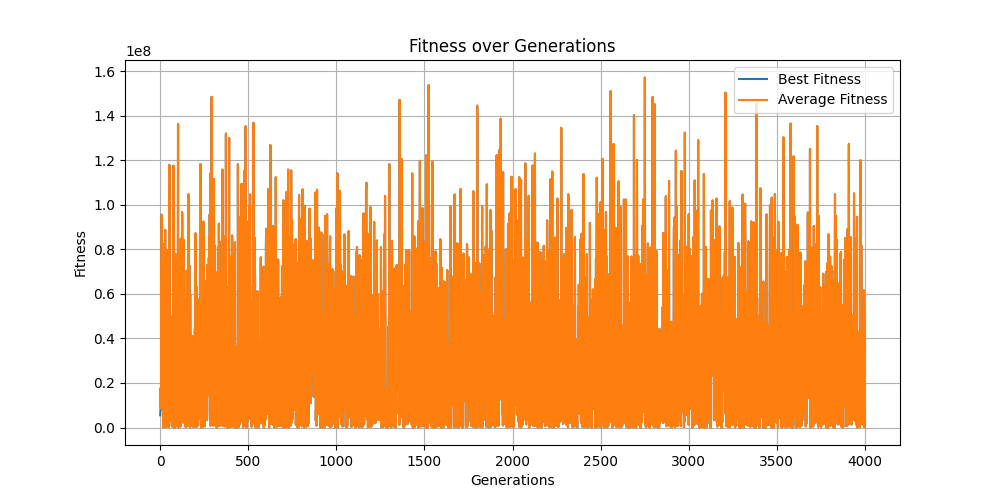 Fitness over Generations
1e8
Best Fitness
Average Fitness
1.6
1.4
1.2
1.0
0.8
0.6
0.4
0.2
0.0
Fitness
0 500 1000 1500 2000 2500 3000 3500 4000
Generations